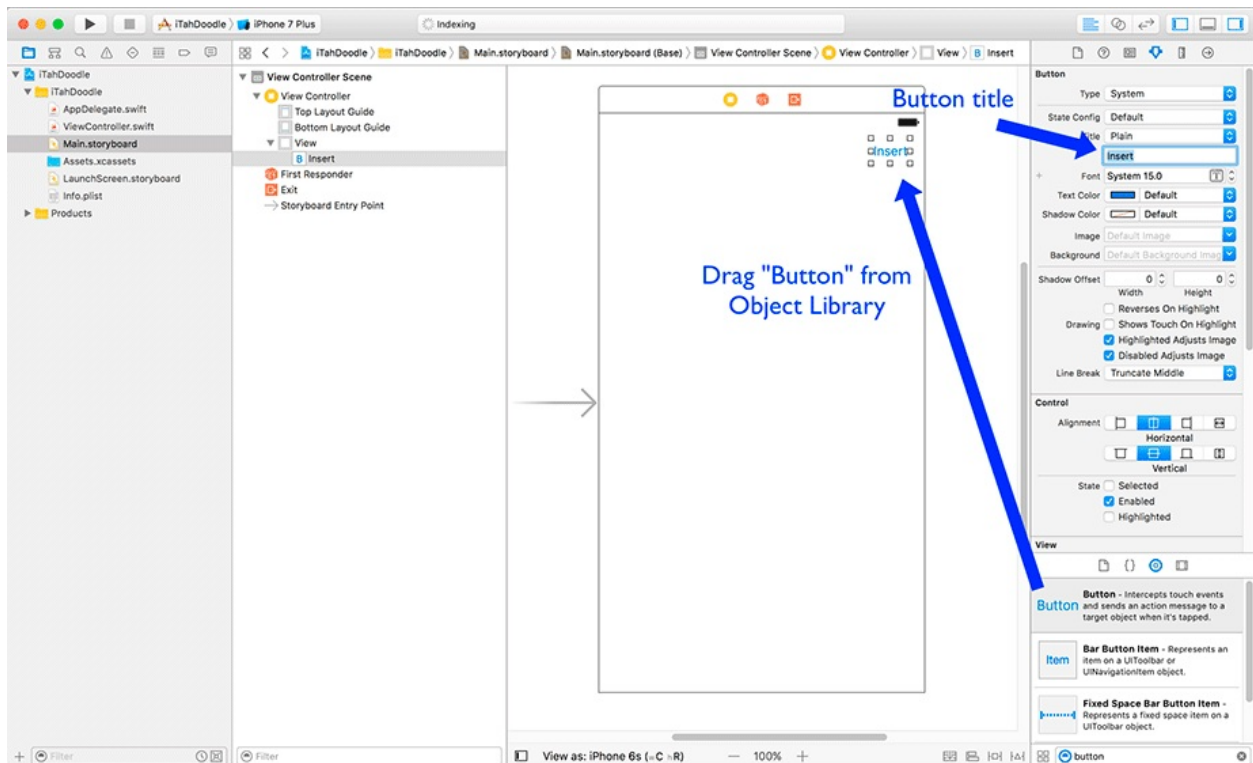 iTahDoodle
iPhone 7 Plus
Indexing
iTahDoodle
iTahDoodle
Main.storyboard
Main.storyboard (Base)
View Controller Scene
View Controller
View
B Insert
iTahDoodle
iTahDoodle
AppDelegate.swift
ViewController.swift
Main.storyboard
Assets.xcassets
LaunchScreen.storyboard
Info.plist
Products
View Controller Scene
View Controller
Top Layout Guide
Bottom Layout Guide
View
B Insert
First Responder
Exit
Storyboard Entry Point
Button title
Insert
Drag "Button" from
Object Library
Button
Type System
State Config Default
Title Plain
Insert
Font System 15.0
Text Color Default
Shadow Color Default
Image Default Image
Background Default Background Imag
Shadow Offset 0 0
Width Height
Reverses On Highlight
Drawing Shows Touch On Highlight
Highlighted Adjusts Image
Disabled Adjusts Image
Line Break Truncate Middle
Control
Alignment
Horizontal
Vertical
State Selected
Enabled
Highlighted
View
Button
Button - Intercepts touch events
and sends an action message to a
target object when it's tapped.
Item
Bar Button Item - Represents an
item on a UIToolbar or
UINavigationItem object.
Fixed Space Bar Button Item -
Represents a fixed space item on a
UIToolbar object.
Filter
Filter
View as: iPhone 6s (wC hR)
100%
button